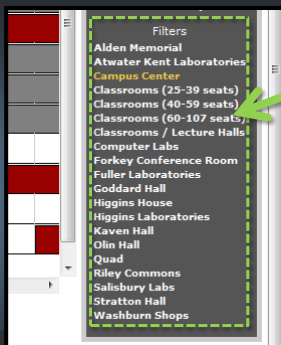 Filters
Alden Memorial
Atwater Kent Laboratories
Campus Center
Classrooms (25-39 seats)
Classrooms (40-59 seats)
Classrooms (60-107 seats)
Classrooms / Lecture Halls
Computer Labs
Forkey Conference Room
Fuller Laboratories
Goddard Hall
Higgins House
Higgins Laboratories
Kaven Hall
Olin Hall
Quad
Riley Commons
Salisbury Labs
Stratton Hall
Washburn Shops